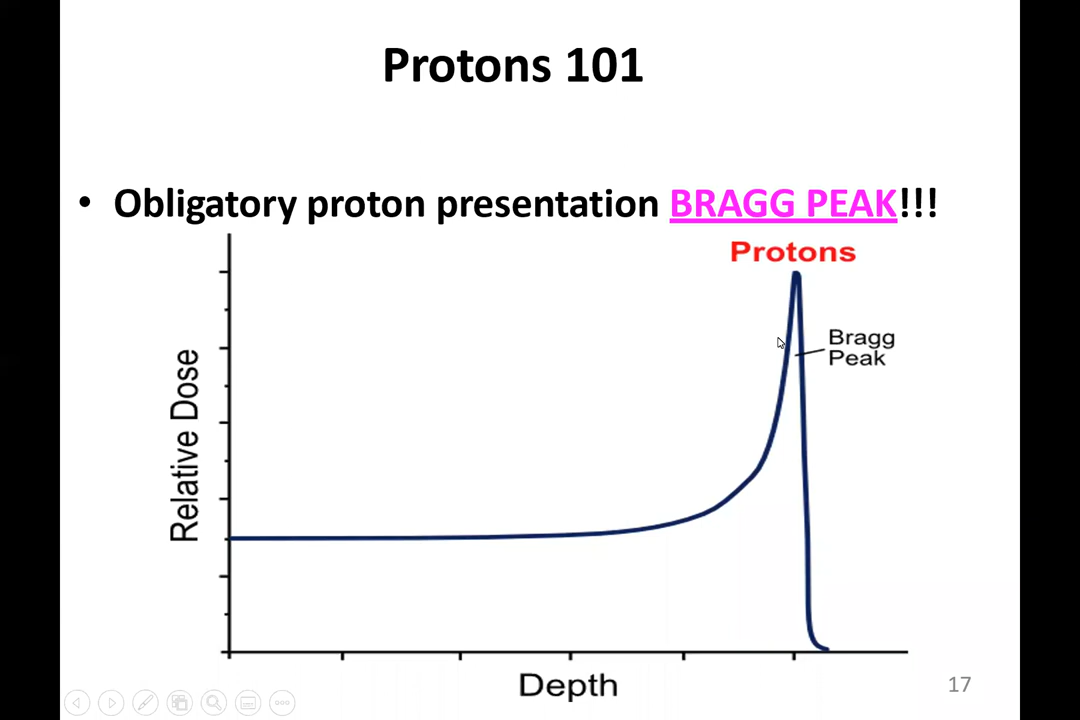 Protons 101
• Obligatory proton presentation BRAGG PEAK!!!
Protons
Bragg
Peak
Relative Dose
Depth
17